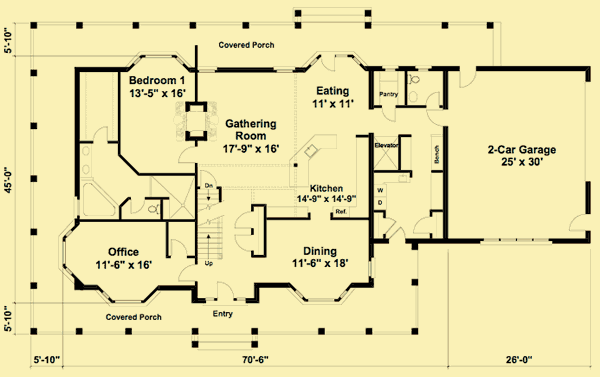 5'-10"
Covered Porch
Bedroom 1
13'-5" x 16'
Eating
11' x 11'
Pantry
Gathering
Room
17'-9" x 16'
2-Car Garage
25' x 30'
Elevator
Bench
45'-0"
Dn
Kitchen
14'-9" x 14'-9"
W
D
Ref.
Office
11'-6" x 16'
Up
Dining
11'-6" x 18'
5'-10"
Covered Porch
Entry
5'-10"
70'-6"
26'-0"